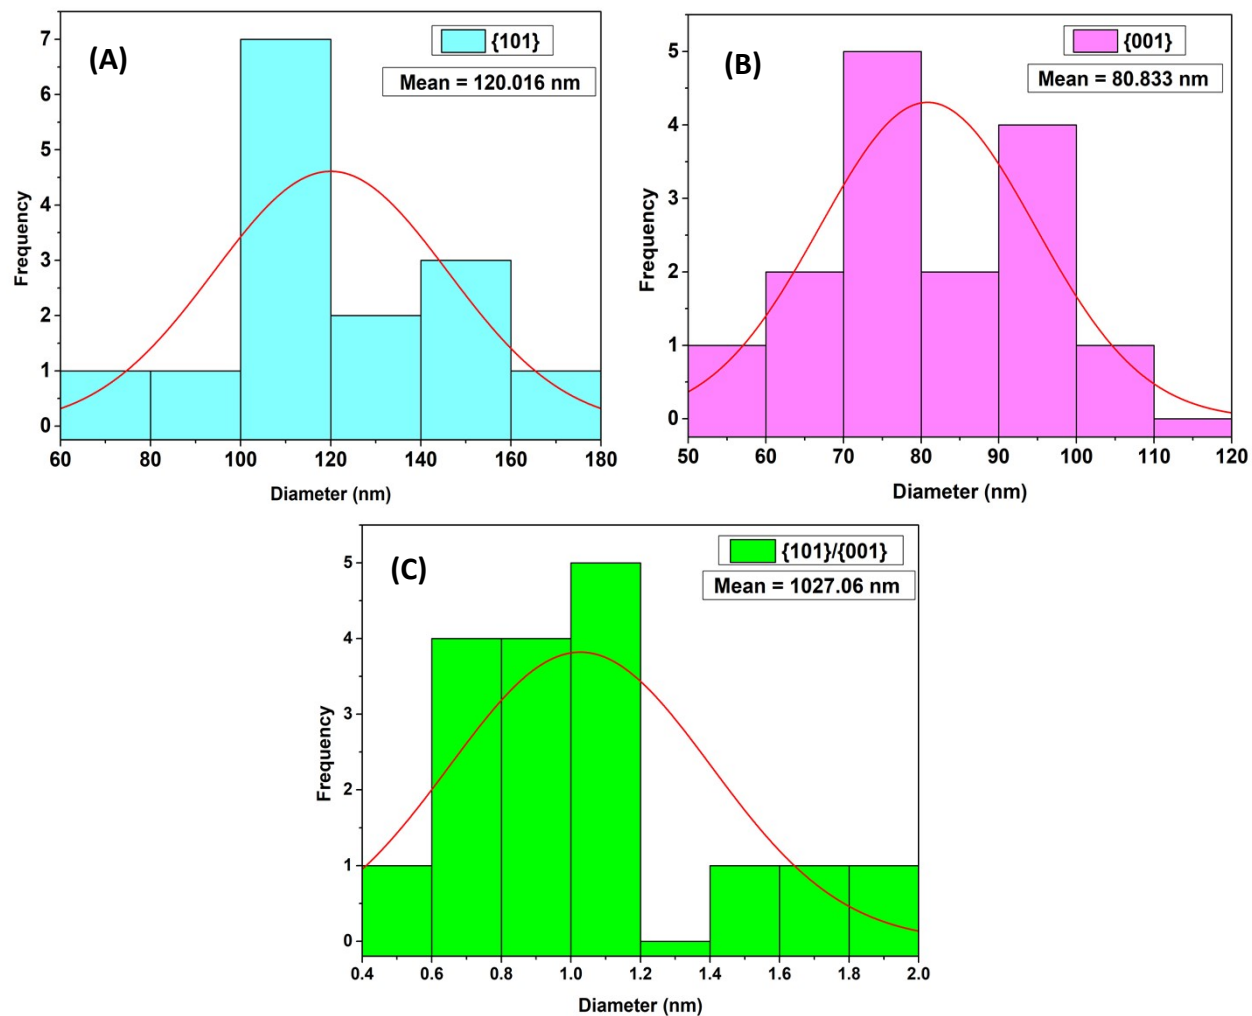 (A)
{101}
Mean = 120.016 nm
Frequency
7
6
5
4
3
2
1
0
60 80 100 120 140 160 180
Diameter (nm)
(B)
{001}
Mean = 80.833 nm
Frequency
5
4
3
2
1
0
50 60 70 80 90 100 110 120
Diameter (nm)
(C)
{101}/{001}
Mean = 1027.06 nm
Frequency
5
4
3
2
1
0
0.4 0.6 0.8 1.0 1.2 1.4 1.6 1.8 2.0
Diameter (nm)